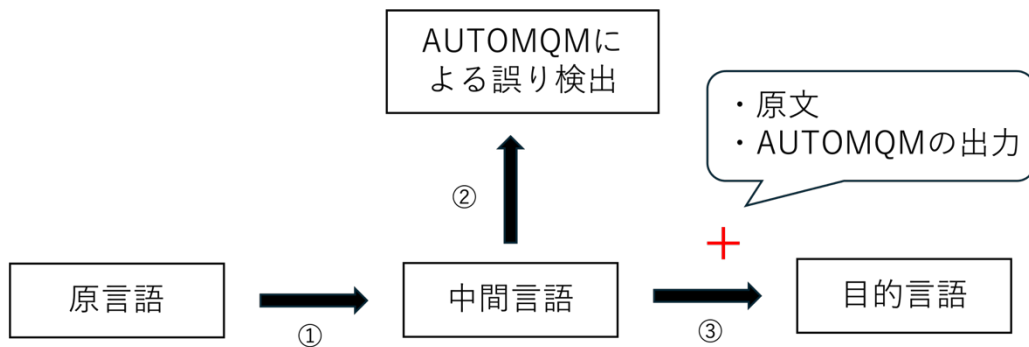 AUTOMQMに
よる誤り検出
・原文
・AUTOMQMの出力
②
＋
原言語
中間言語
目的言語
①
③